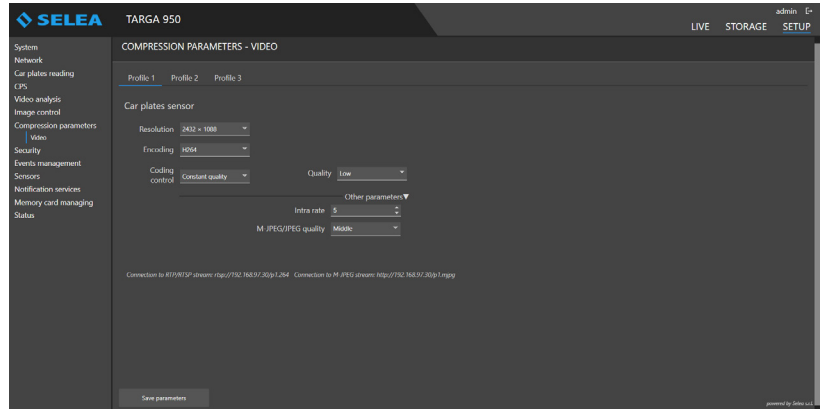 SELEA
TARGA 950
admin
LIVE STORAGE SETUP
System
Network
Car plates reading
CPS
Video analysis
Image control
Compression parameters
Video
Security
Events management
Sensors
Notification services
Memory card managing
Status
COMPRESSION PARAMETERS - VIDEO
Profile 1 Profile 2 Profile 3
Car plates sensor
Resolution 2432 × 1088
Encoding H264
Coding control Constant quality Quality Low
Other parameters▼
Intra rate 5
M-JPEG/JPEG quality Middle
Connection to RTP/RTSP stream: rtsp://192.168.97.30/p1.264 Connection to M-JPEG stream: http://192.168.97.30/p1.mjpg
Save parameters
powered by Selea s.r.l.